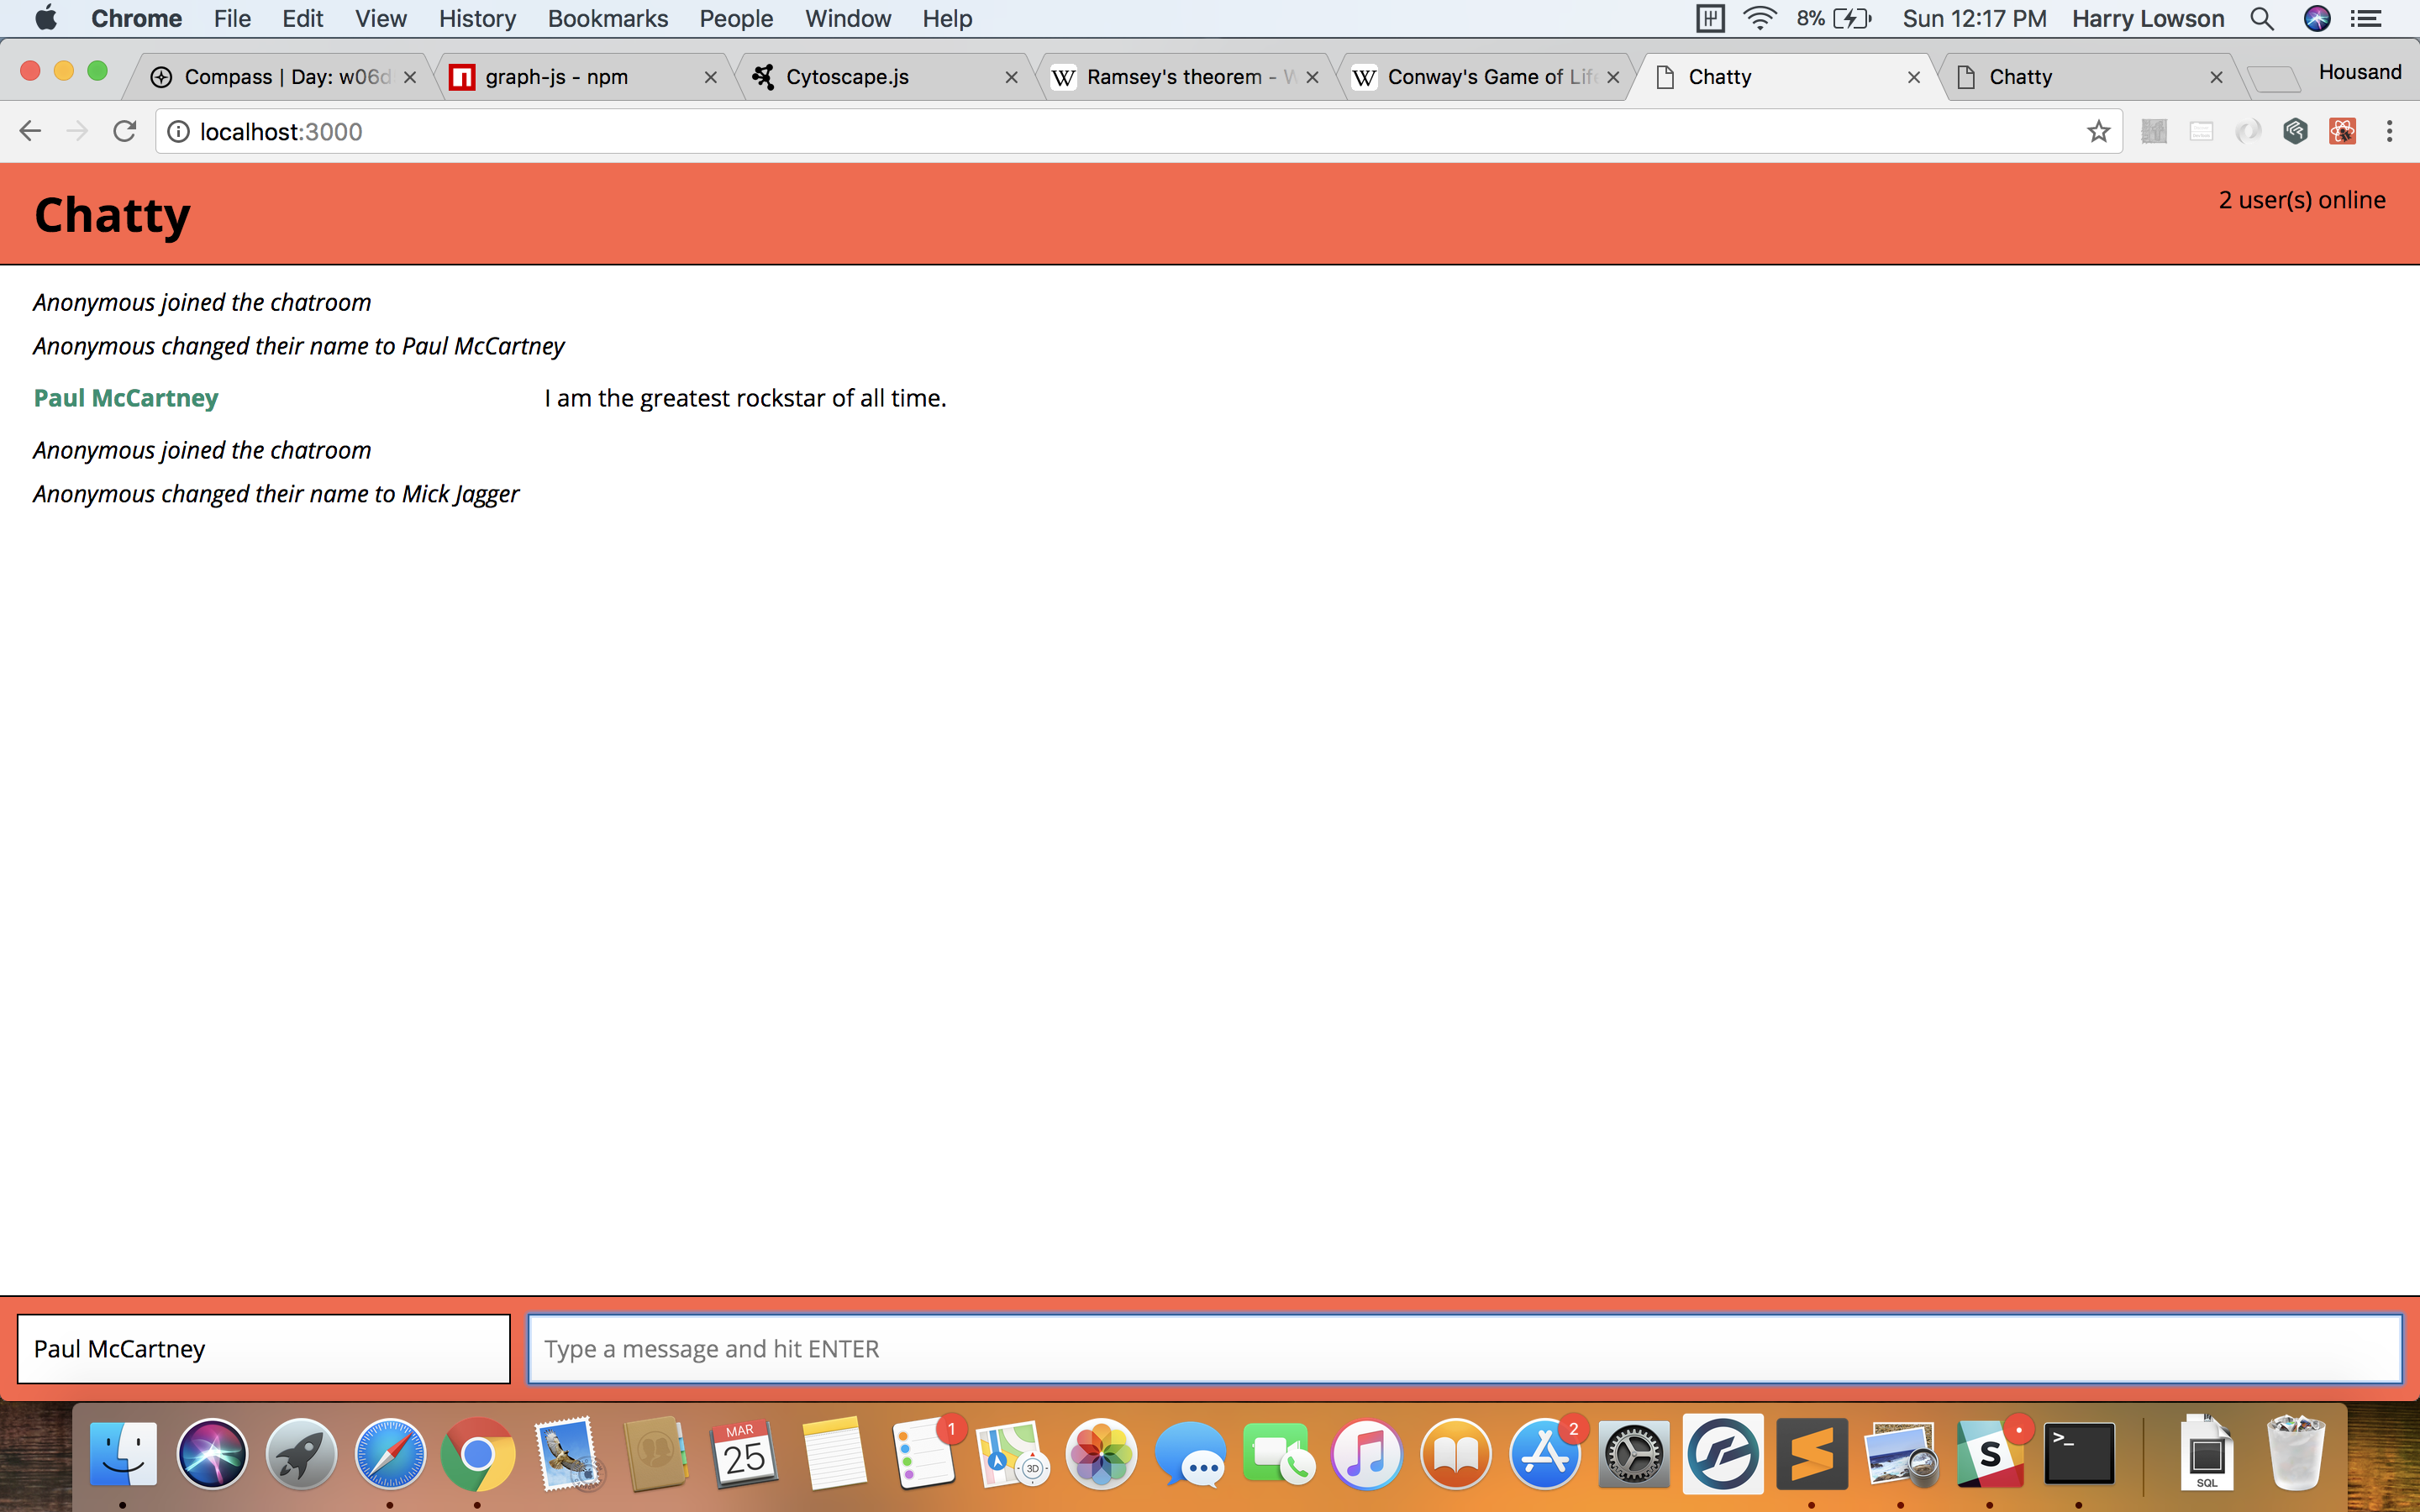 Chrome File Edit View History Bookmarks People Window Help 8% Sun 12:17 PM Harry Lowson
Compass | Day: w06d graph-js - npm Cytoscape.js Ramsey's theorem - W Conway's Game of Life Chatty Chatty Housand
localhost:3000
Chatty 2 user(s) online
Anonymous joined the chatroom
Anonymous changed their name to Paul McCartney
Paul McCartney I am the greatest rockstar of all time.
Anonymous joined the chatroom
Anonymous changed their name to Mick Jagger
Paul McCartney Type a message and hit ENTER
MAR
25
1
3D
2
S
>_
SQL